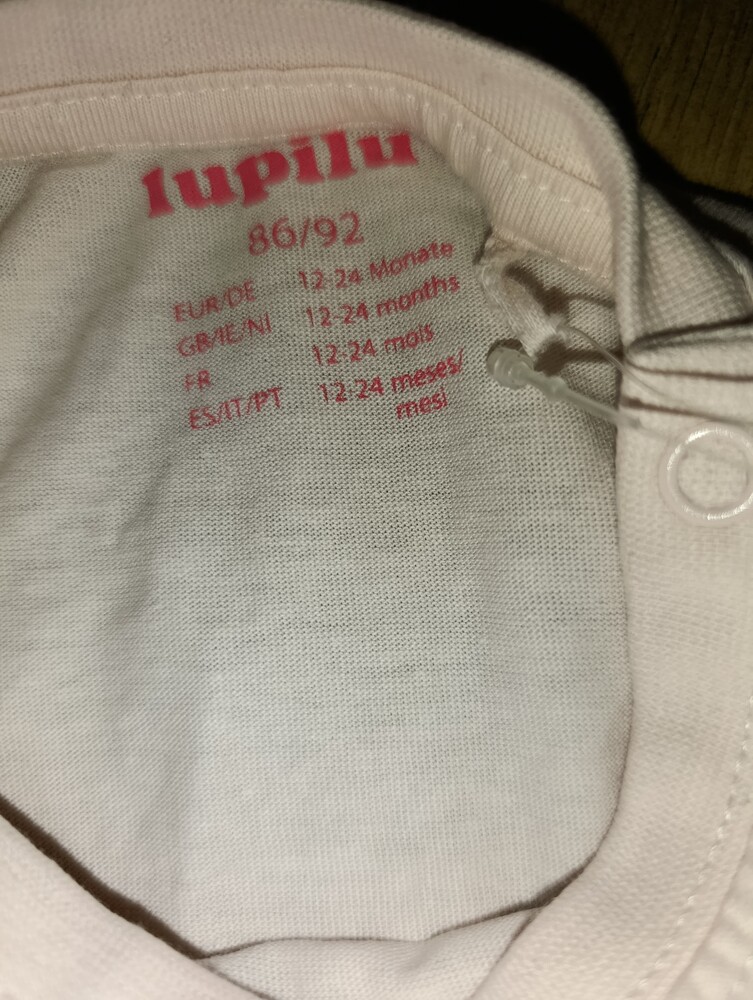 lupilu
86/92
EUR/DE 12-24 Monate
GB/IE/NI 12-24 months
FR 12-24 mois
ES/IT/PT 12-24 meses/
mesi